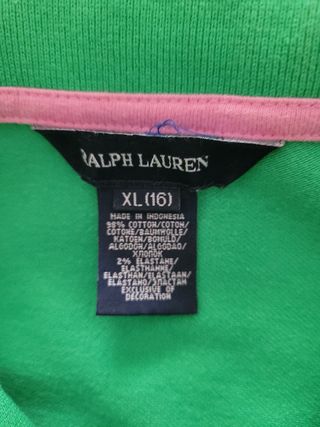 RALPH LAUREN
XL (16)
MADE IN INDONESIA
98% COTTON/COTON/
COTONE/BAUMWOLLE/
KATOEN/BOMULD/
ALGODON/ALGODAO/
ХЛОПОК
2% ELASTANE/
ELASTHANNE/
ELASTHAN/ELASTAAN/
ELASTANO/ЭЛАСТАН
EXCLUSIVE OF
DECORATION